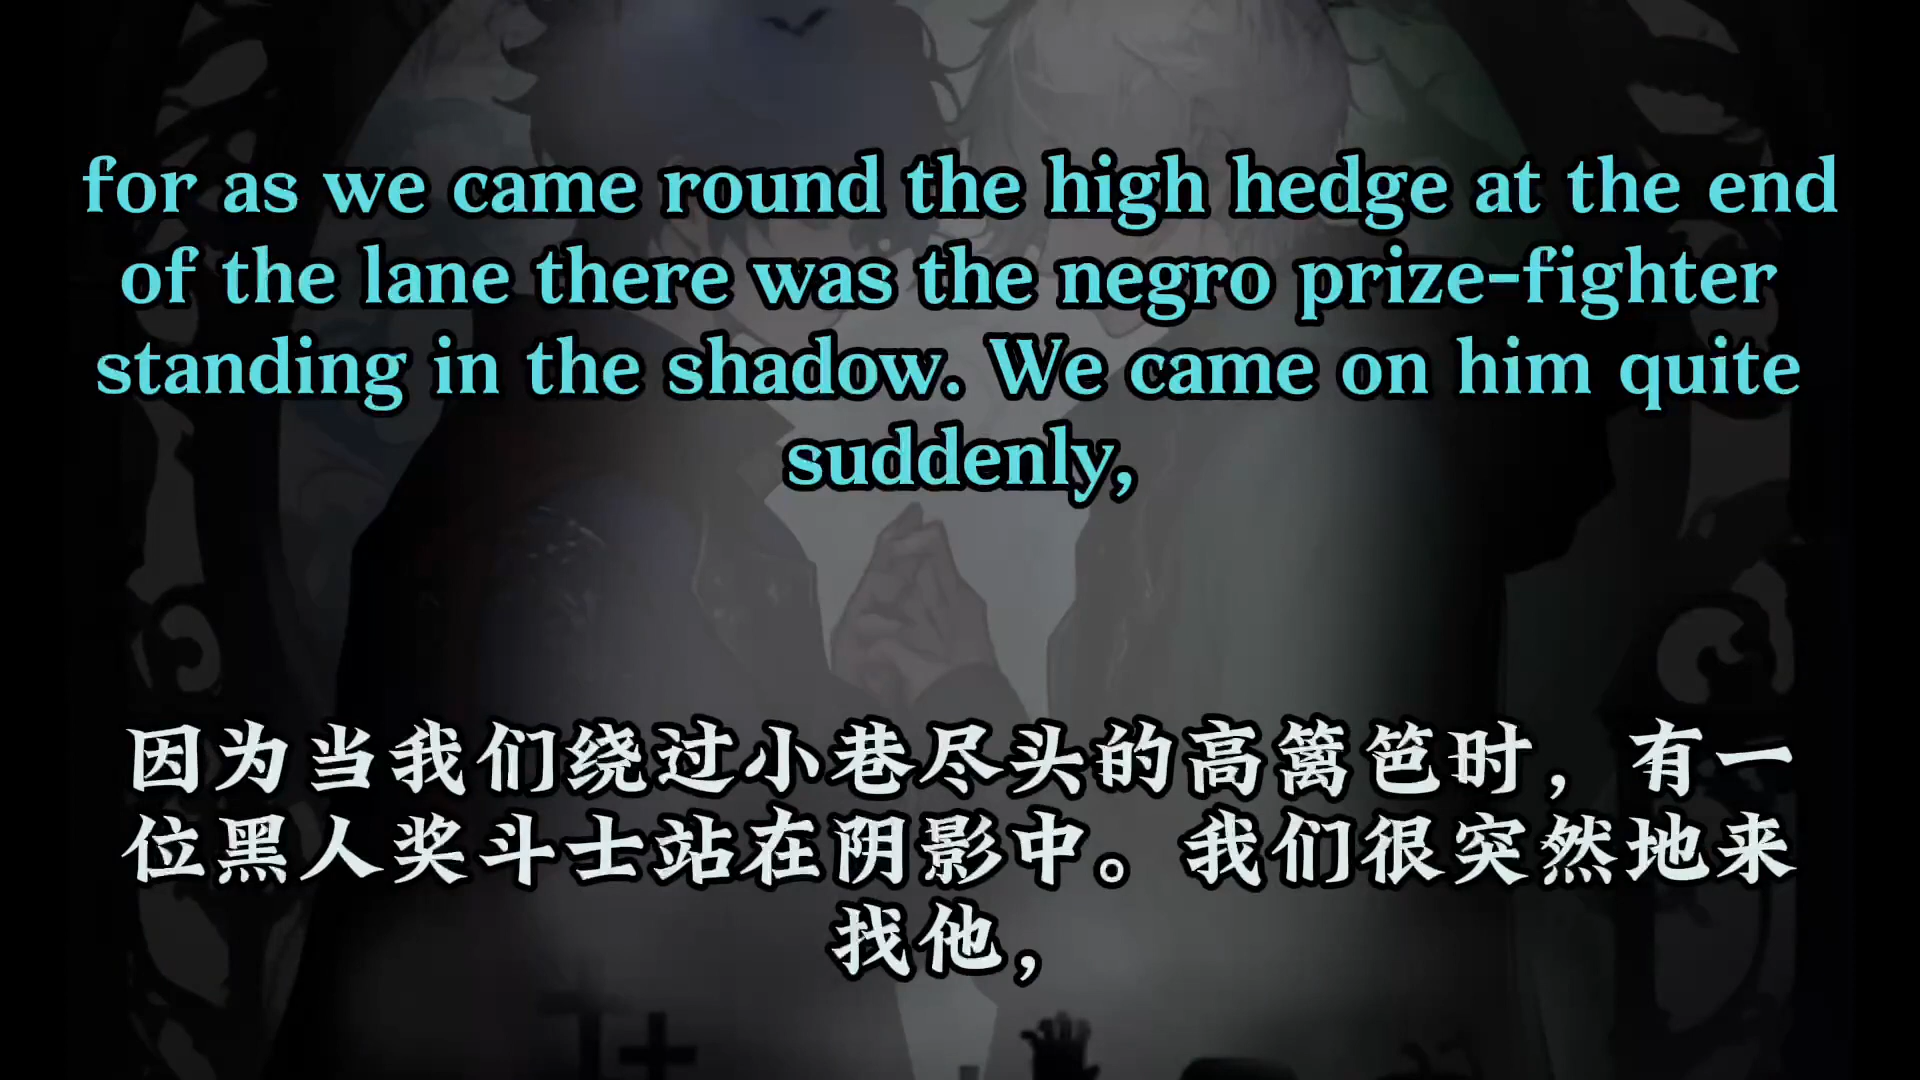 for as we came round the high hedge at the end
of the lane there was the negro prize-fighter
standing in the shadow. We came on him quite
suddenly,
因为当我们绕过小巷尽头的高篱笆时，有一
位黑人奖斗士站在阴影中。我们很突然地来
找他，